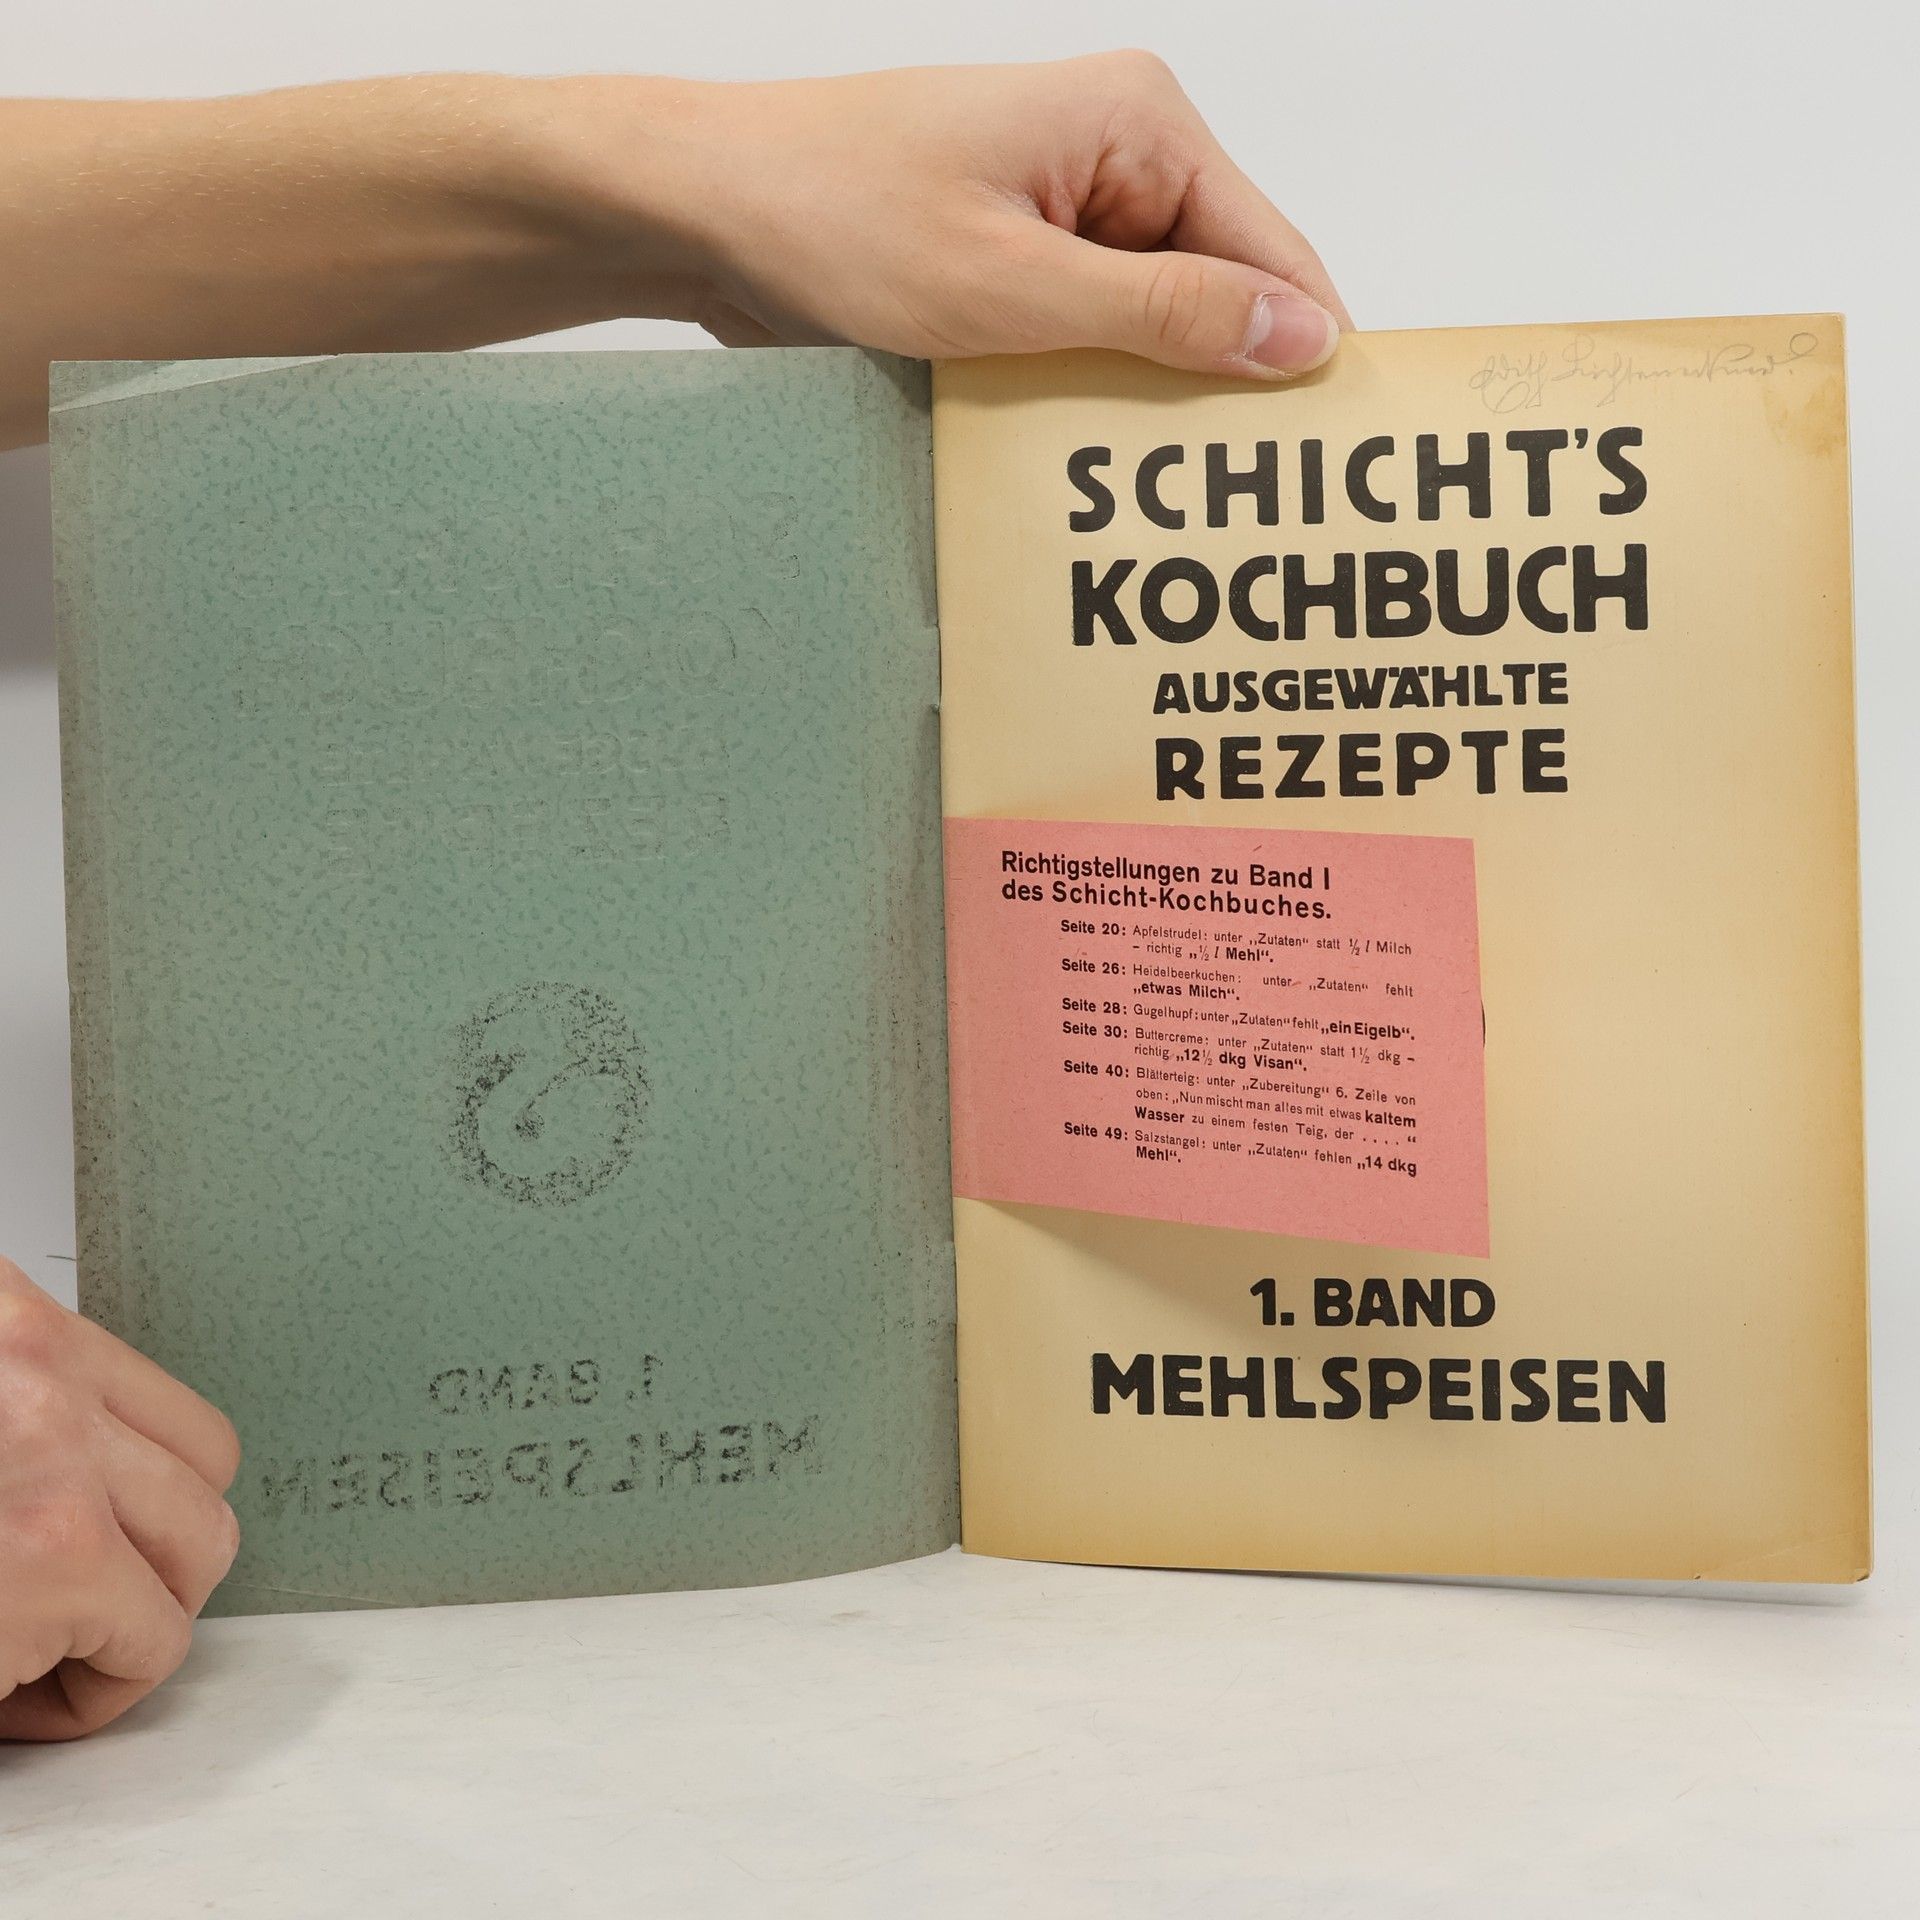 Edith
SCHICHT'S
KOCHBUCH
AUSGEWÄHLTE
REZEPTE
Richtigstellungen zu Band I
des Schicht-Kochbuches.
Seite 20: Apfelstrudel: unter „Zutaten“ statt ½ l Milch
– richtig „½ l Mehl“.
Seite 26: Heidelbeerkuchen: unter „Zutaten“ fehlt
„etwas Milch“.
Seite 28: Gugelhupf: unter „Zutaten“ fehlt „ein Eigelb“.
Seite 30: Buttercreme: unter „Zutaten“ statt 1½ dkg –
richtig „12½ dkg Visan“.
Seite 40: Blätterteig: unter „Zubereitung“ 6. Zeile von
oben: „Nun mischt man alles mit etwas kaltem
Wasser zu einem festen Teig, der . . . . “
Seite 49: Salzstangel: unter „Zutaten“ fehlen „14 dkg
Mehl“.
1. BAND
MEHLSPEISEN
1. BAND
MEHLSPEISEN